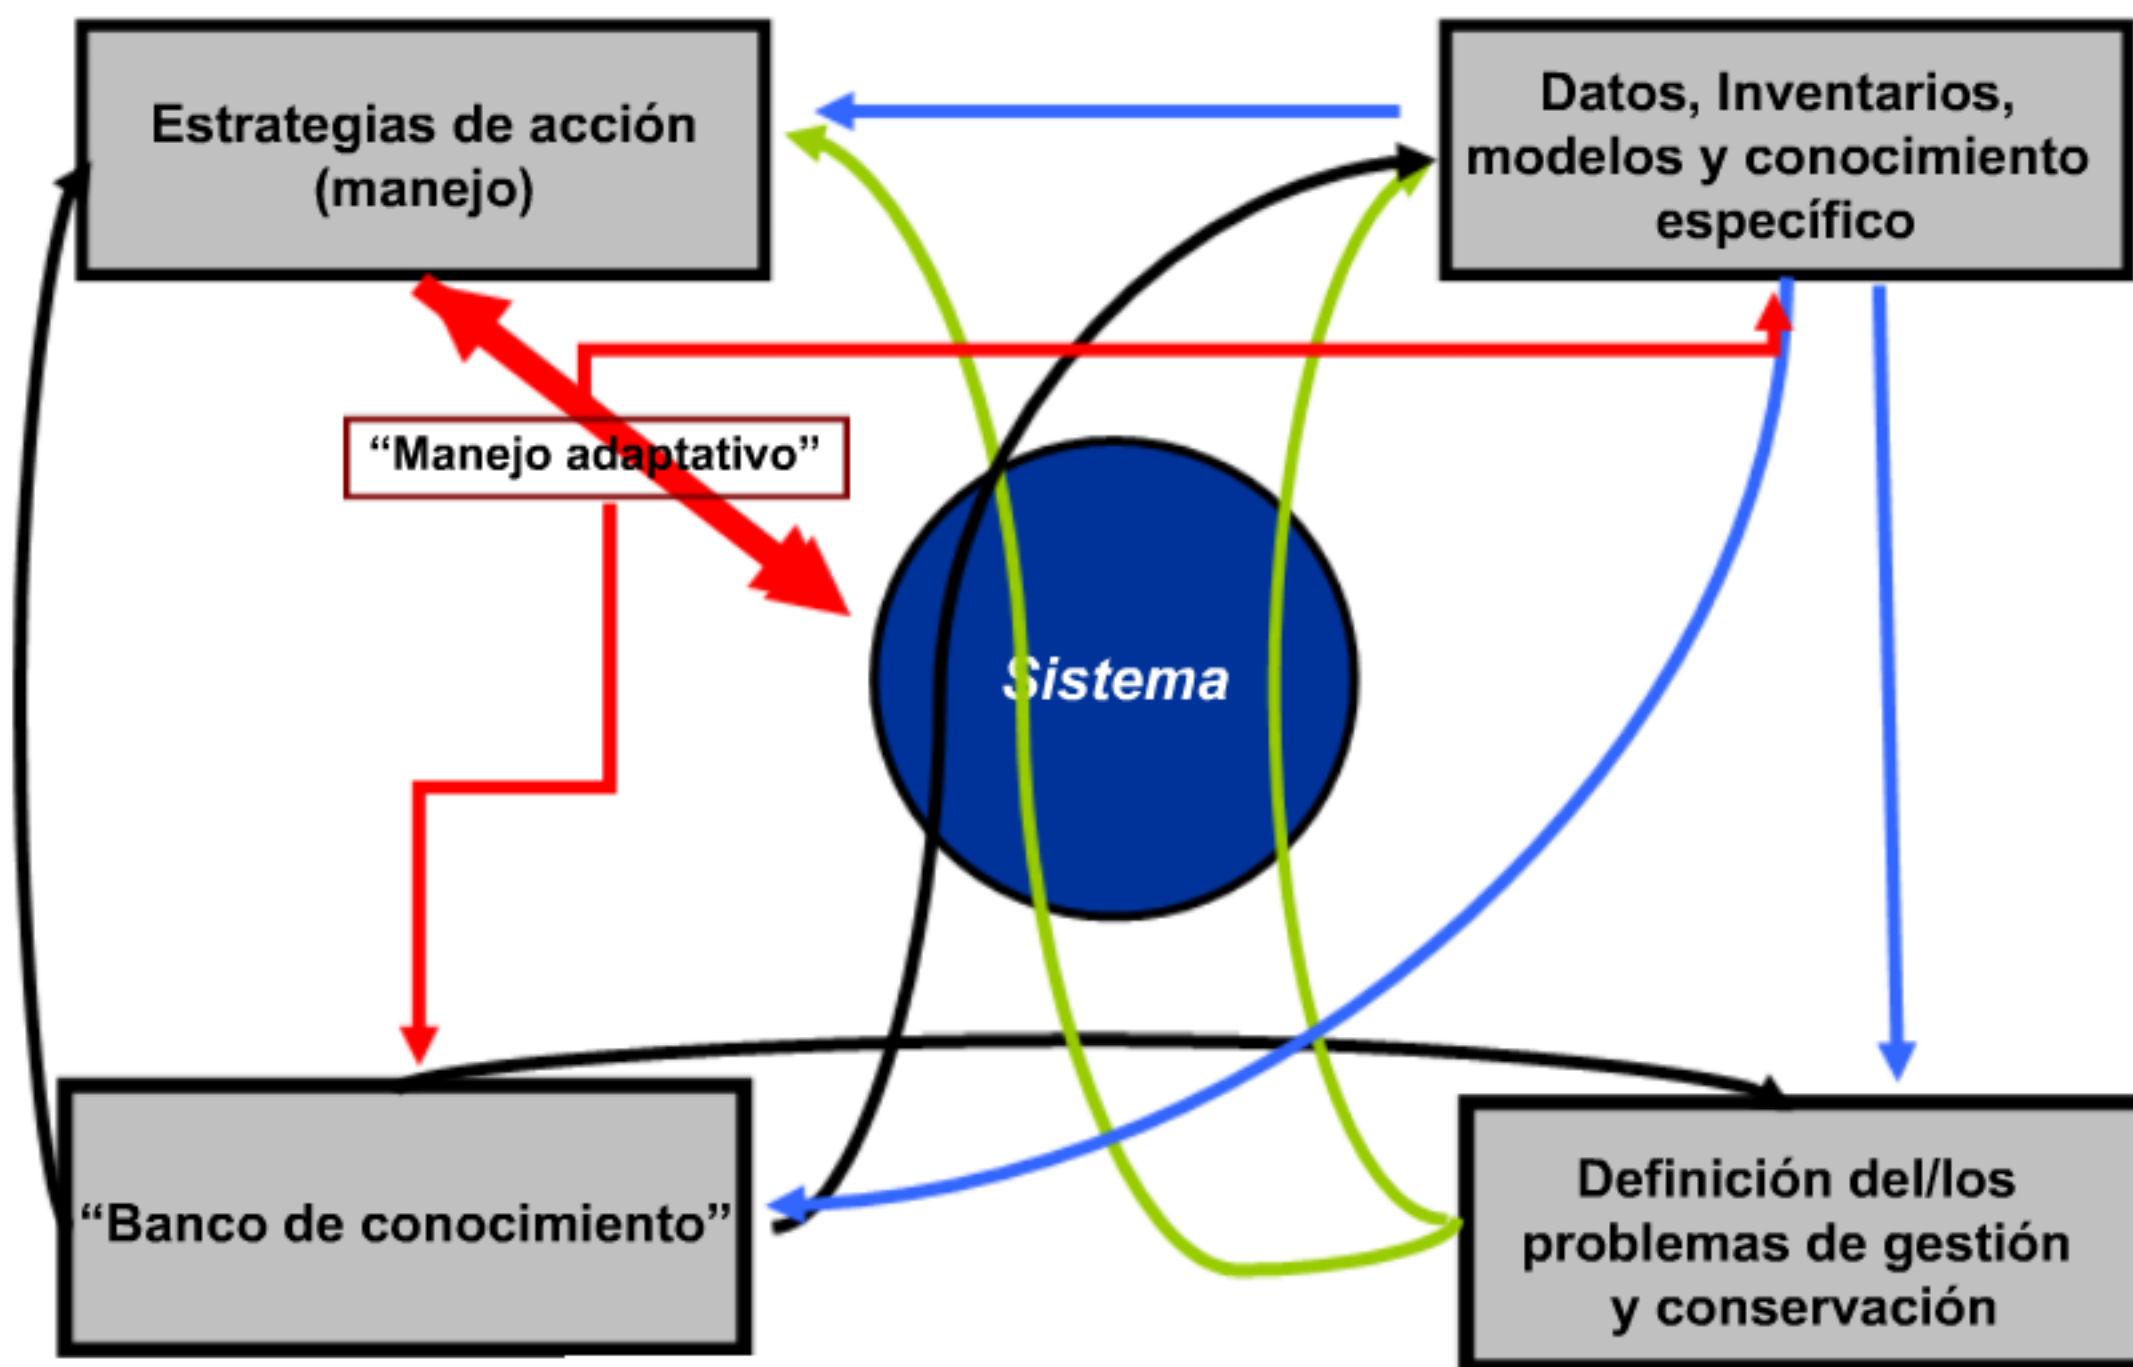 Estrategias de acción
(manejo)
Datos, Inventarios,
modelos y conocimiento
específico
“Manejo adaptativo”
Sistema
“Banco de conocimiento”
Definición del/los
problemas de gestión
y conservación